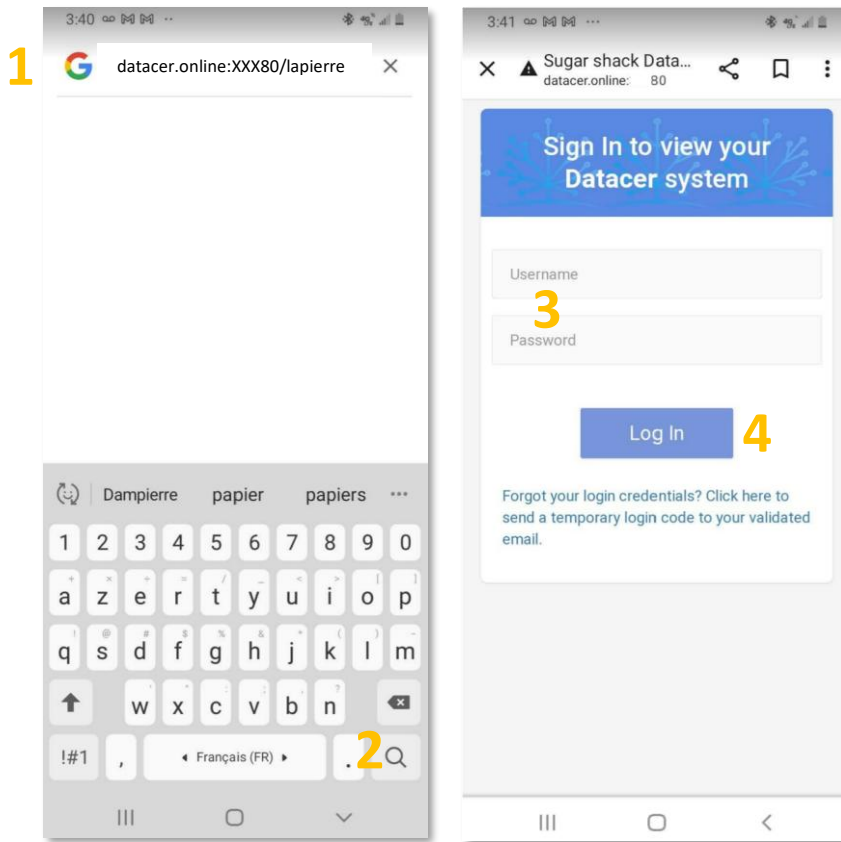 3:40
1
datacer.online:XXX80/lapierre
Dampierre papier papiers
1 2 3 4 5 6 7 8 9 0
a z e r t y u i o p
q s d f g h j k l m
w x c v b n
!#1 , Français (FR) .
2
3:41
Sugar shack Data...
datacer.online: 80
Sign In to view your
Datacer system
Username
3
Password
Log In
4
Forgot your login credentials? Click here to
send a temporary login code to your validated
email.